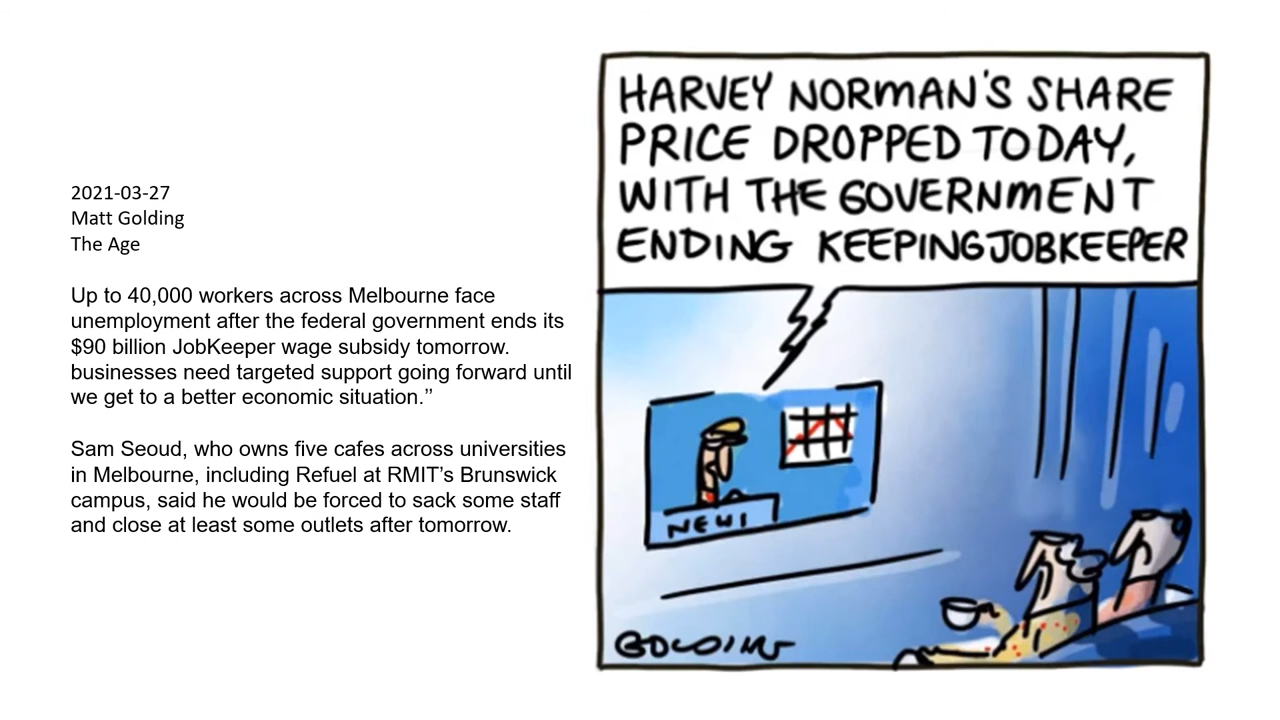 2021-03-27
Matt Golding
The Age
Up to 40,000 workers across Melbourne face
unemployment after the federal government ends its
$90 billion JobKeeper wage subsidy tomorrow.
businesses need targeted support going forward until
we get to a better economic situation.”
Sam Seoud, who owns five cafes across universities
in Melbourne, including Refuel at RMIT’s Brunswick
campus, said he would be forced to sack some staff
and close at least some outlets after tomorrow.
HARVEY NORMAN'S SHARE
PRICE DROPPED TODAY,
WITH THE GOVERNMENT
ENDING KEEPINGJOBKEEPER
NEWS
GOLDING